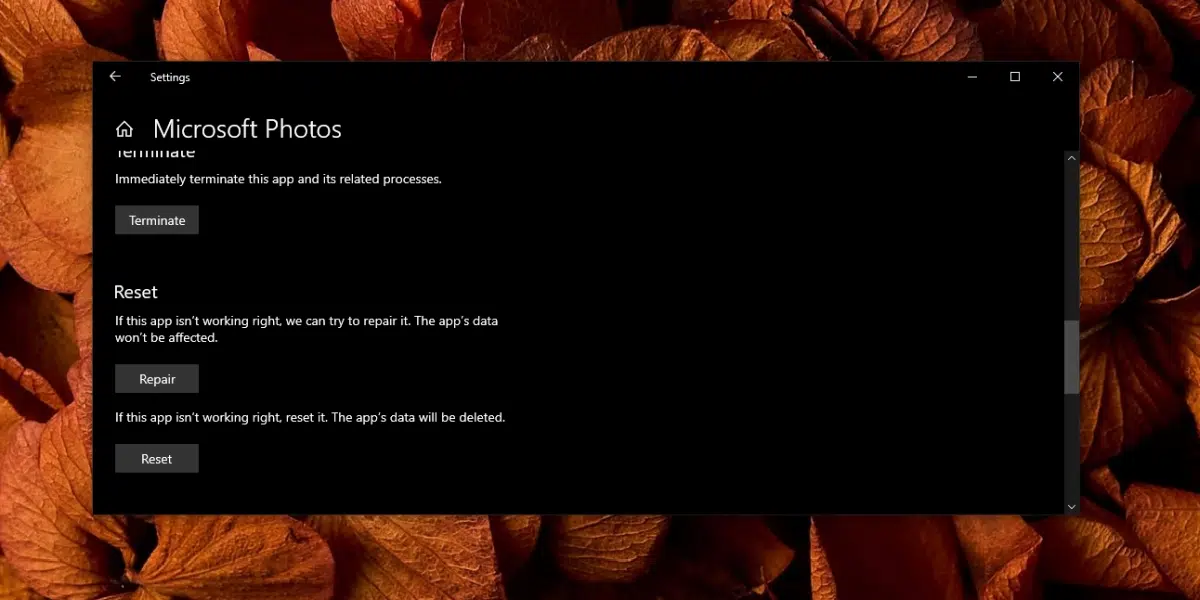 Settings
Microsoft Photos
Terminate
Immediately terminate this app and its related processes.
Terminate
Reset
If this app isn't working right, we can try to repair it. The app's data
won't be affected.
Repair
If this app isn't working right, reset it. The app's data will be deleted.
Reset